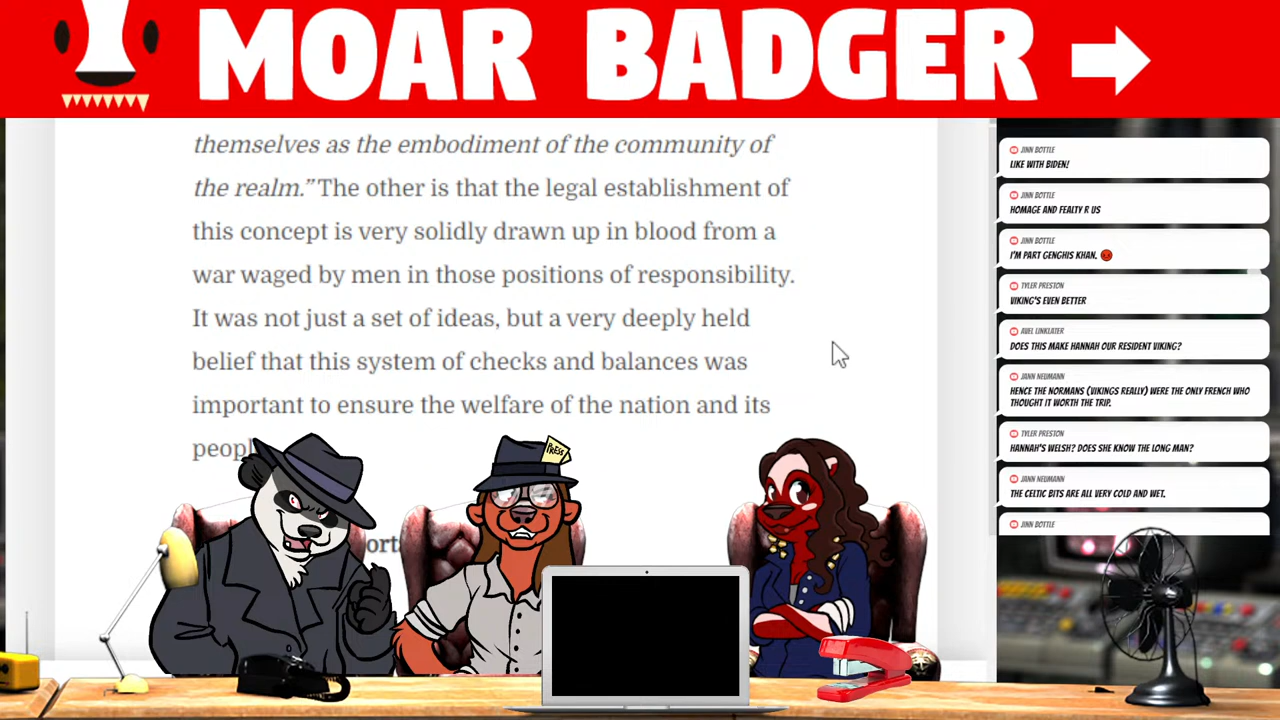 MOAR BADGER
themselves as the embodiment of the community of
the realm.” The other is that the legal establishment of
this concept is very solidly drawn up in blood from a
war waged by men in those positions of responsibility.
It was not just a set of ideas, but a very deeply held
belief that this system of checks and balances was
important to ensure the welfare of the nation and its
peopl
orts
PRESS
JINN BOTTLE
LIKE WITH BIDEN!
JINN BOTTLE
HOMAGE AND FEALTY R US
JINN BOTTLE
I'M PART GENGHIS KHAN.
TYLER PRESTON
VIKING'S EVEN BETTER
AUEL LINKLATER
DOES THIS MAKE HANNAH OUR RESIDENT VIKING?
JANN NEUMANN
HENCE THE NORMANS (VIKINGS REALLY) WERE THE ONLY FRENCH WHO
THOUGHT IT WORTH THE TRIP.
TYLER PRESTON
HANNAH'S WELSH? DOES SHE KNOW THE LONG MAN?
JANN NEUMANN
THE CELTIC BITS ARE ALL VERY COLD AND WET.
JINN BOTTLE